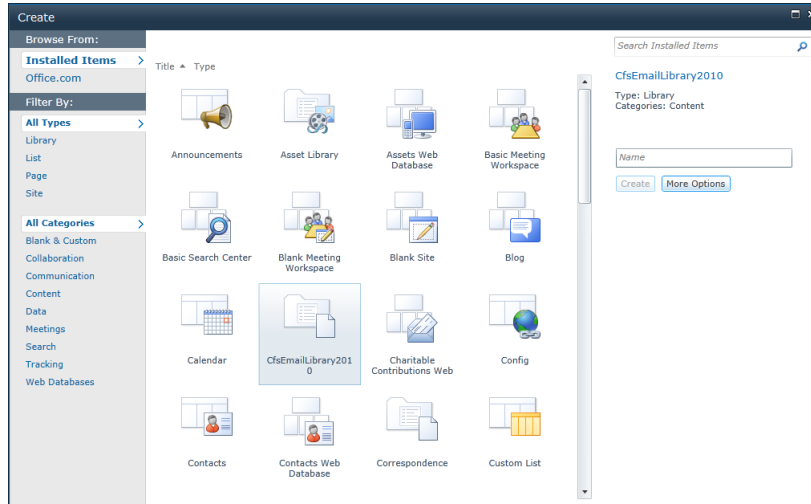 Create
Browse From:
Installed Items
Office.com
Filter By:
All Types
Library
List
Page
Site
All Categories
Blank & Custom
Collaboration
Communication
Content
Data
Meetings
Search
Tracking
Web Databases
Title Type
Announcements
Asset Library
Assets Web
Database
Basic Meeting
Workspace
Basic Search Center
Blank Meeting
Workspace
Blank Site
Blog
Calendar
CfsEmailLibrary201
0
Charitable
Contributions Web
Config
Contacts
Contacts Web
Database
Correspondence
Custom List
Search Installed Items
CfsEmailLibrary2010
Type: Library
Categories: Content
Name
Create More Options